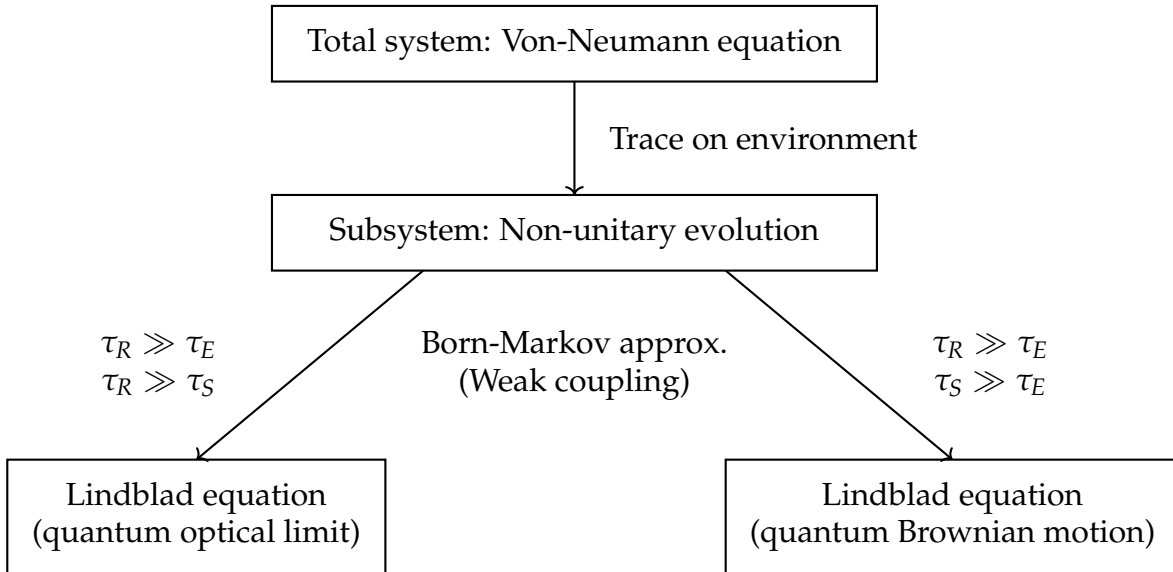 Total system: Von-Neumann equation
Trace on environment
Subsystem: Non-unitary evolution
τ_R ≫ τ_E
τ_R ≫ τ_S
Born-Markov approx.
(Weak coupling)
τ_R ≫ τ_E
τ_S ≫ τ_E
Lindblad equation
(quantum optical limit)
Lindblad equation
(quantum Brownian motion)